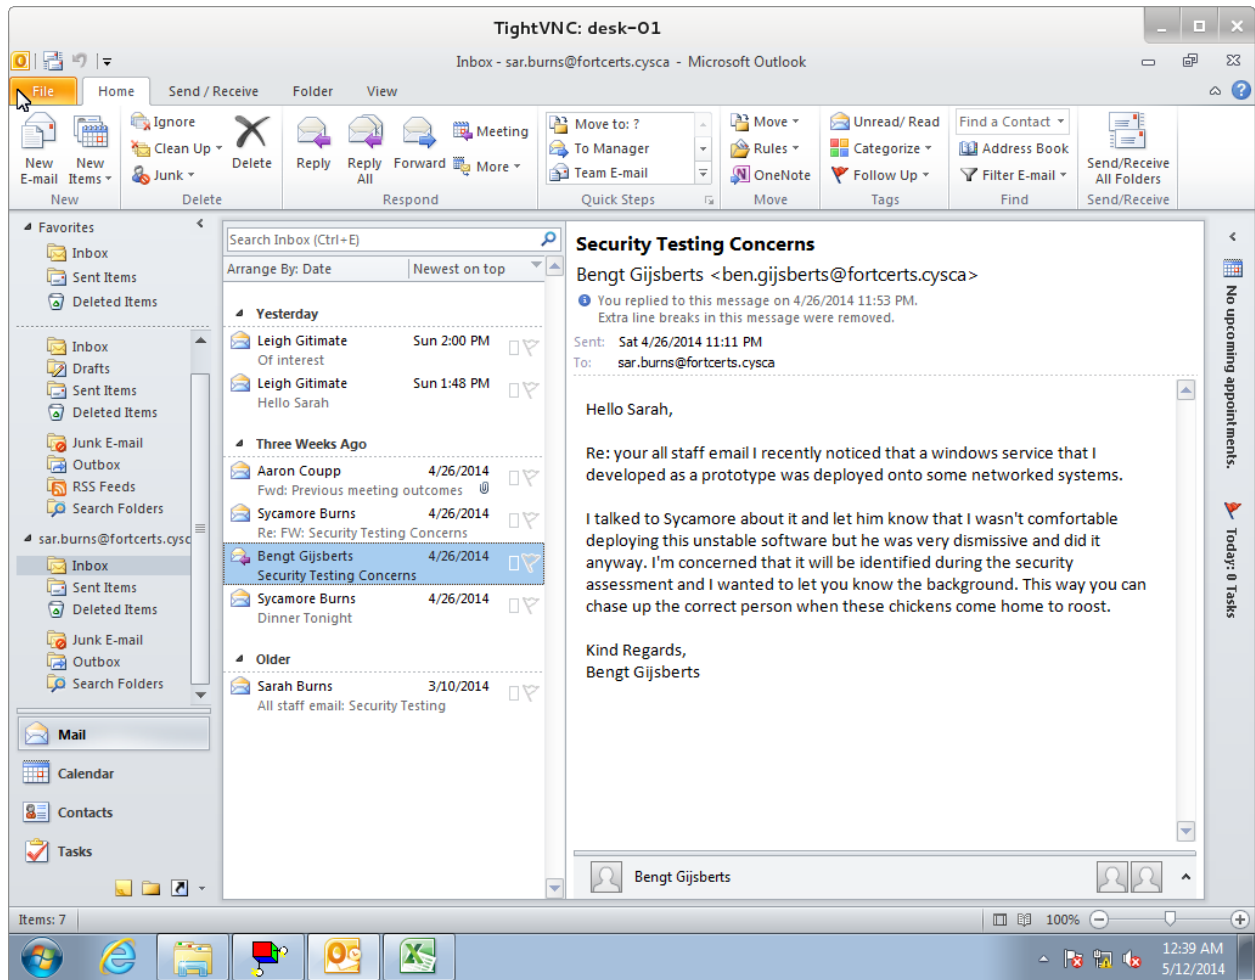 TightVNC: desk-01
Inbox - sar.burns@fortcerts.cysca - Microsoft Outlook
File Home Send / Receive Folder View
New E-mail
New Items
Ignore
Clean Up
Junk
Delete
Reply
Reply All
Forward
Meeting
More
Move to: ?
To Manager
Team E-mail
Move
Rules
OneNote
Unread/ Read
Categorize
Follow Up
Find a Contact
Address Book
Filter E-mail
Send/Receive All Folders
New Delete Respond Quick Steps Move Tags Find Send/Receive
Favorites
Inbox
Sent Items
Deleted Items
Inbox
Drafts
Sent Items
Deleted Items
Junk E-mail
Outbox
RSS Feeds
Search Folders
sar.burns@fortcerts.cysc
Inbox
Sent Items
Deleted Items
Junk E-mail
Outbox
Search Folders
Mail
Calendar
Contacts
Tasks
Search Inbox (Ctrl+E)
Arrange By: Date Newest on top
Yesterday
Leigh Gitimate Sun 2:00 PM
Of interest
Leigh Gitimate Sun 1:48 PM
Hello Sarah
Three Weeks Ago
Aaron Coupp 4/26/2014
Fwd: Previous meeting outcomes
Sycamore Burns 4/26/2014
Re: FW: Security Testing Concerns
Bengt Gijsberts 4/26/2014
Security Testing Concerns
Sycamore Burns 4/26/2014
Dinner Tonight
Older
Sarah Burns 3/10/2014
All staff email: Security Testing
Security Testing Concerns
Bengt Gijsberts <ben.gijsberts@fortcerts.cysca>
You replied to this message on 4/26/2014 11:53 PM.
Extra line breaks in this message were removed.
Sent: Sat 4/26/2014 11:11 PM
To: sar.burns@fortcerts.cysca
Hello Sarah,
Re: your all staff email I recently noticed that a windows service that I
developed as a prototype was deployed onto some networked systems.
I talked to Sycamore about it and let him know that I wasn't comfortable
deploying this unstable software but he was very dismissive and did it
anyway. I'm concerned that it will be identified during the security
assessment and I wanted to let you know the background. This way you can
chase up the correct person when these chickens come home to roost.
Kind Regards,
Bengt Gijsberts
Bengt Gijsberts
No upcoming appointments.
Today: 0 Tasks
Items: 7
100%
12:39 AM
5/12/2014